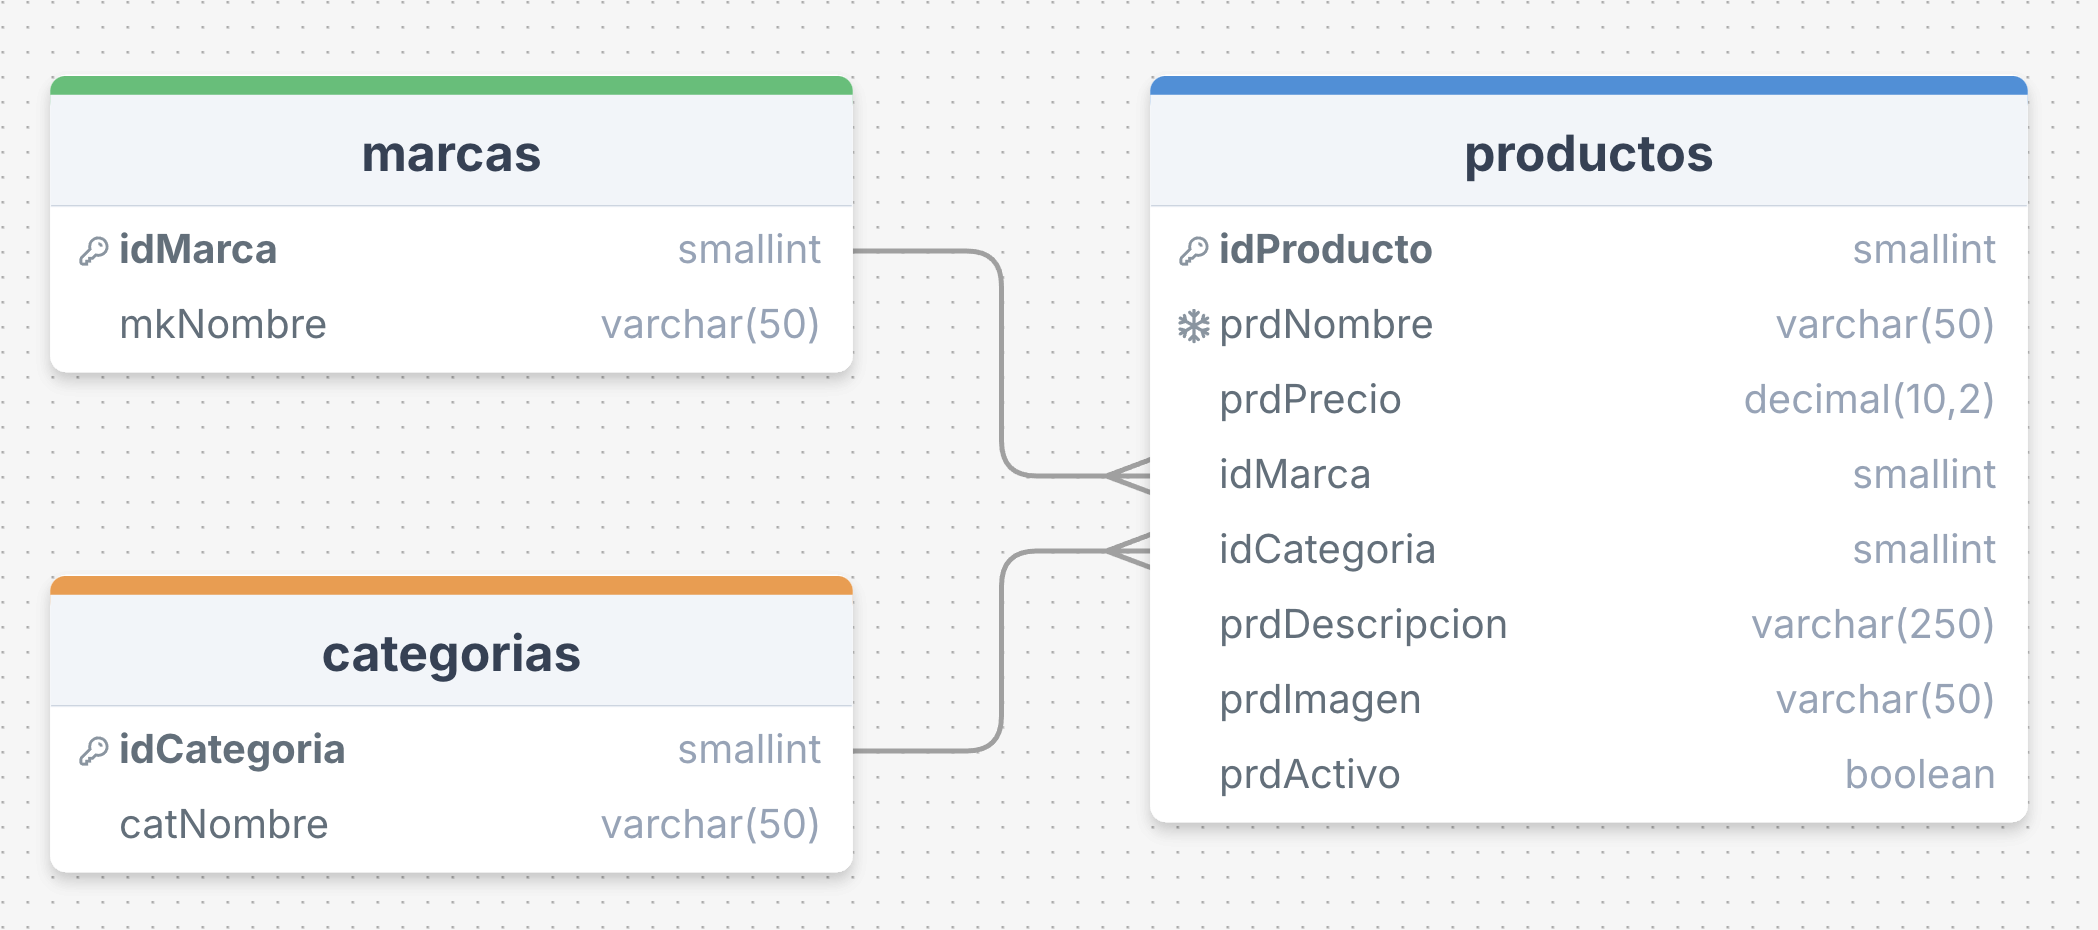 marcas
idMarca smallint
mkNombre varchar(50)
categorias
idCategoria smallint
catNombre varchar(50)
productos
idProducto smallint
prdNombre varchar(50)
prdPrecio decimal(10,2)
idMarca smallint
idCategoria smallint
prdDescripcion varchar(250)
prdImagen varchar(50)
prdActivo boolean